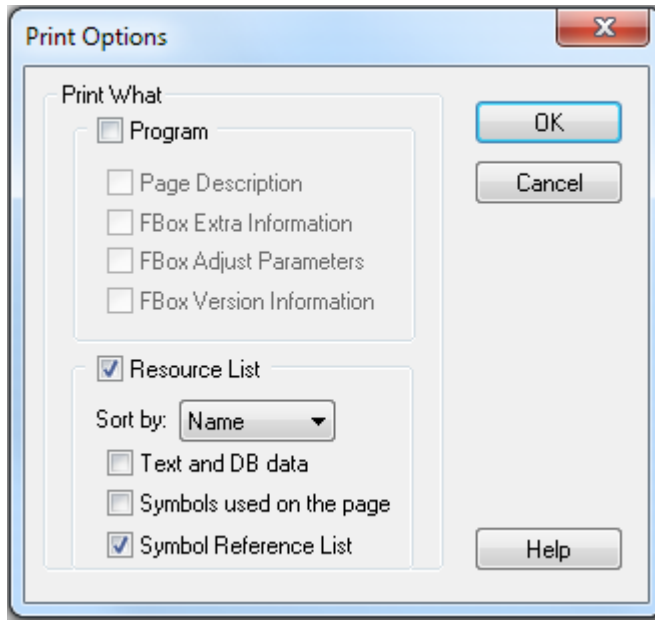 Print Options
Print What
Program
Page Description
FBox Extra Information
FBox Adjust Parameters
FBox Version Information
Resource List
Sort by: Name
Text and DB data
Symbols used on the page
Symbol Reference List
OK
Cancel
Help